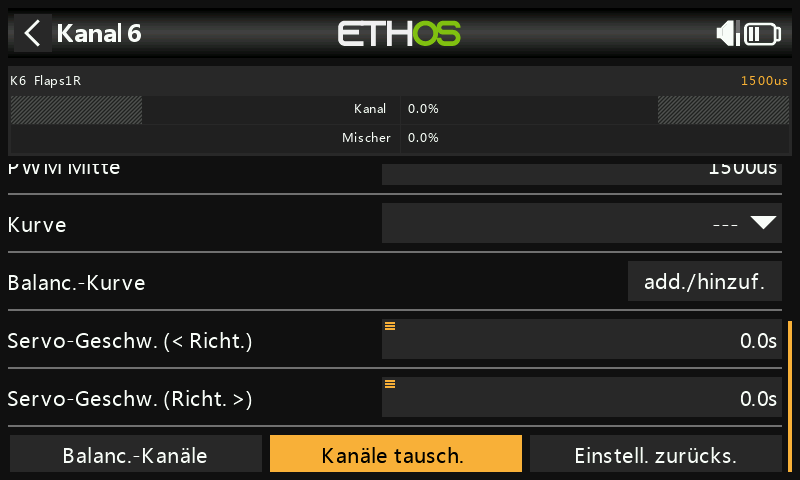 Kanal 6
ETHOS
K6 Flaps1R 1500us
Kanal 0.0%
Mischer 0.0%
PWM Mitte 1500us
Kurve ---
Balanc.-Kurve add./hinzuf.
Servo-Geschw. (< Richt.) 0.0s
Servo-Geschw. (Richt. >) 0.0s
Balanc.-Kanäle Kanäle tausch. Einstell. zurücks.